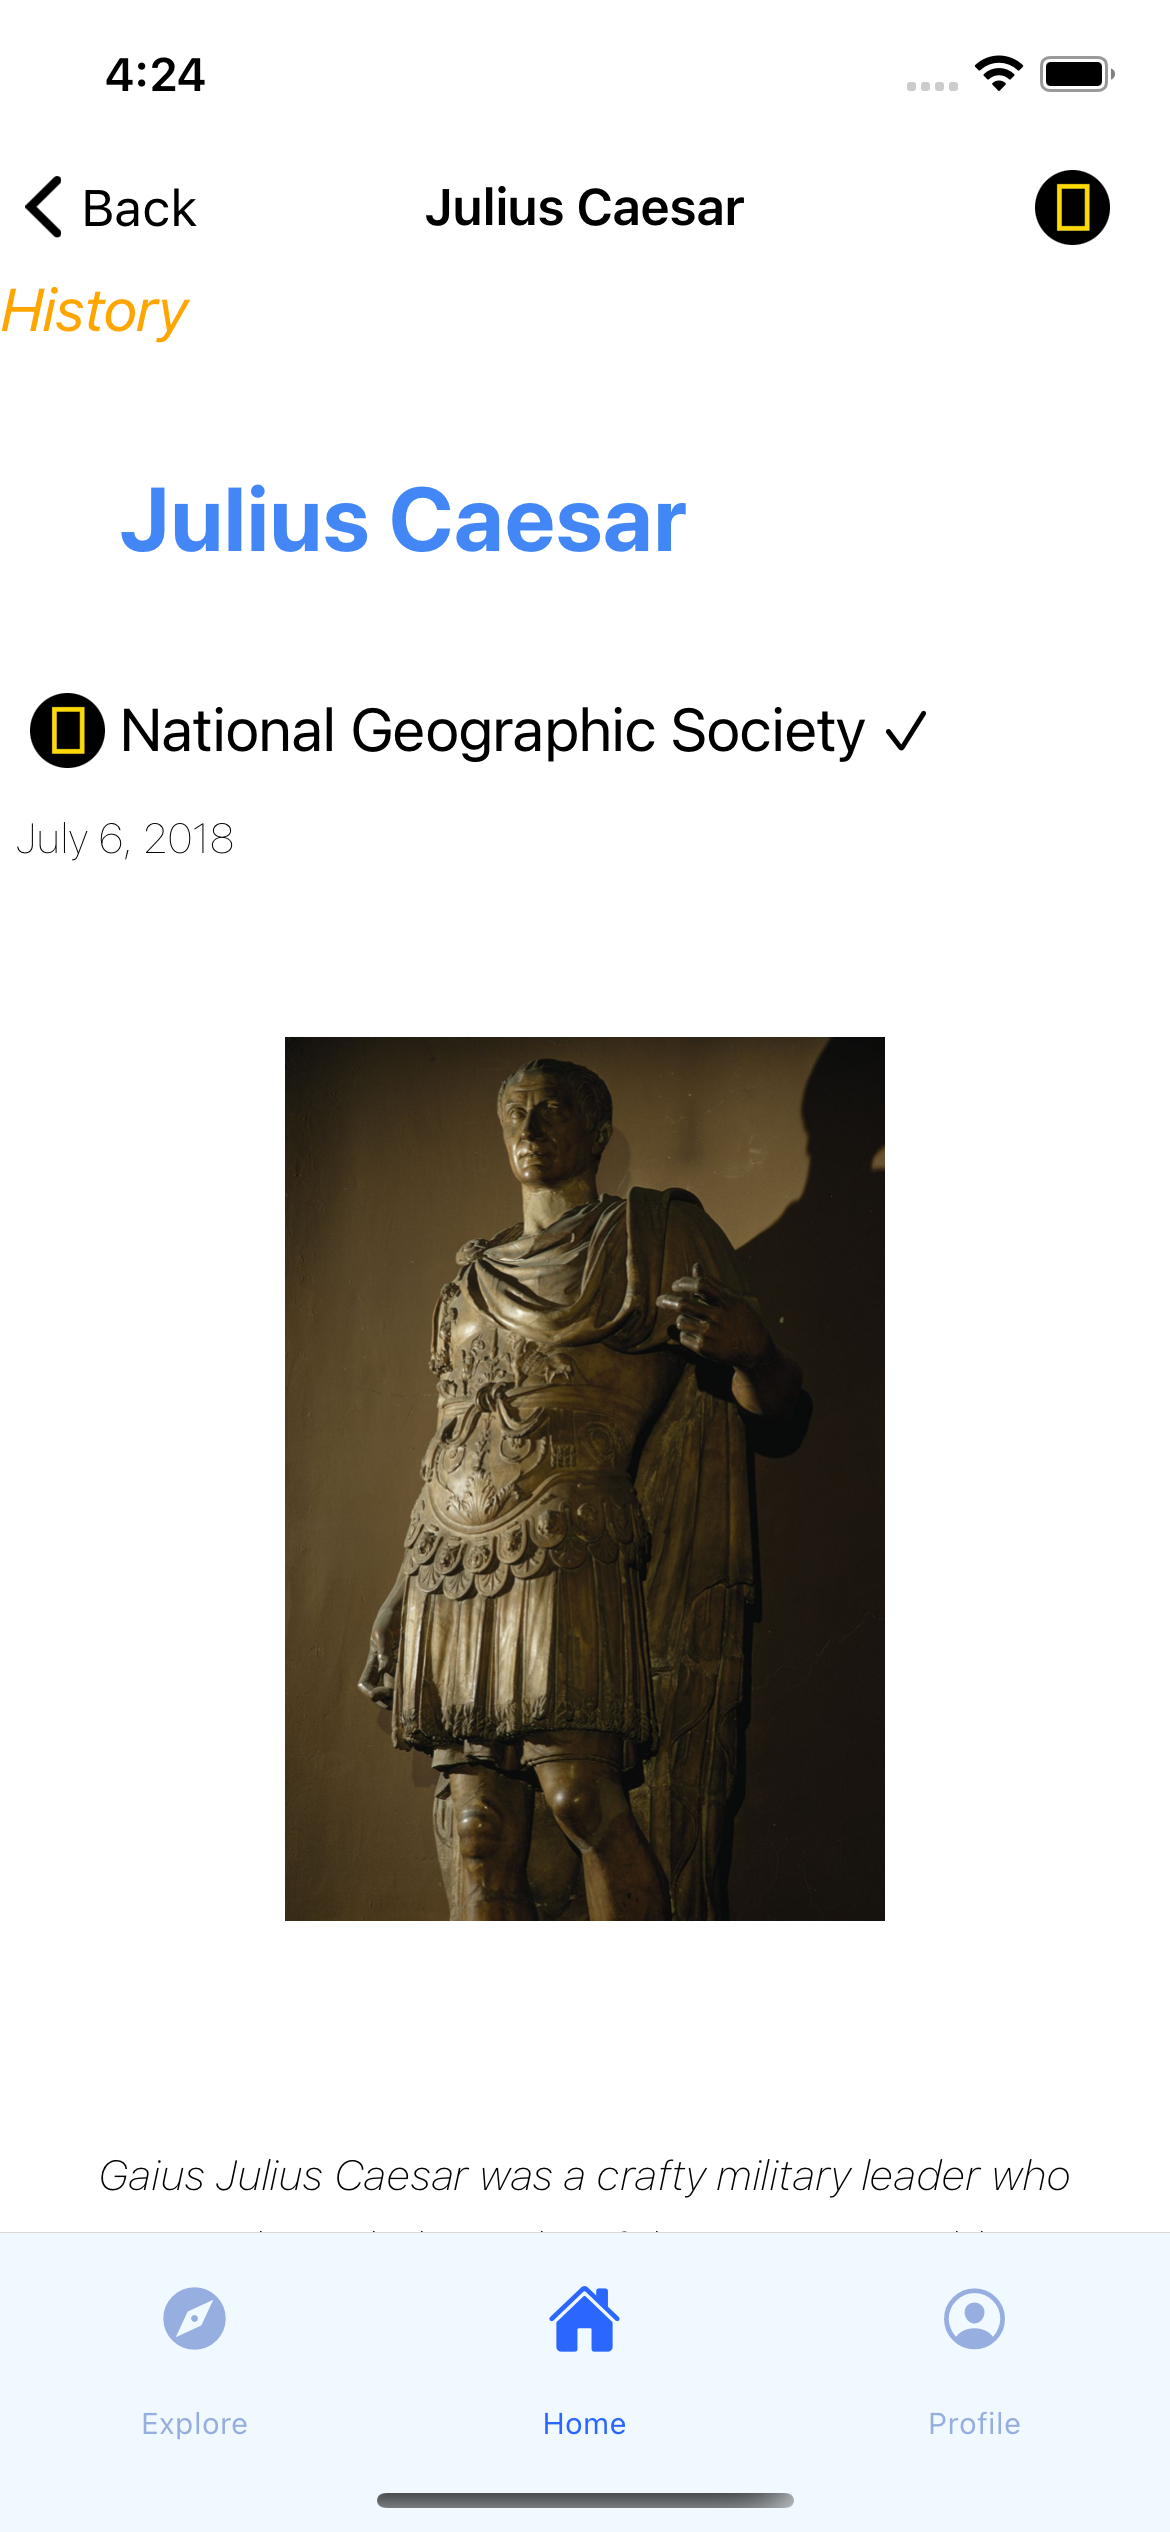 4:24
Back
Julius Caesar
History
Julius Caesar
National Geographic Society ✓
July 6, 2018
Gaius Julius Caesar was a crafty military leader who
Explore
Home
Profile